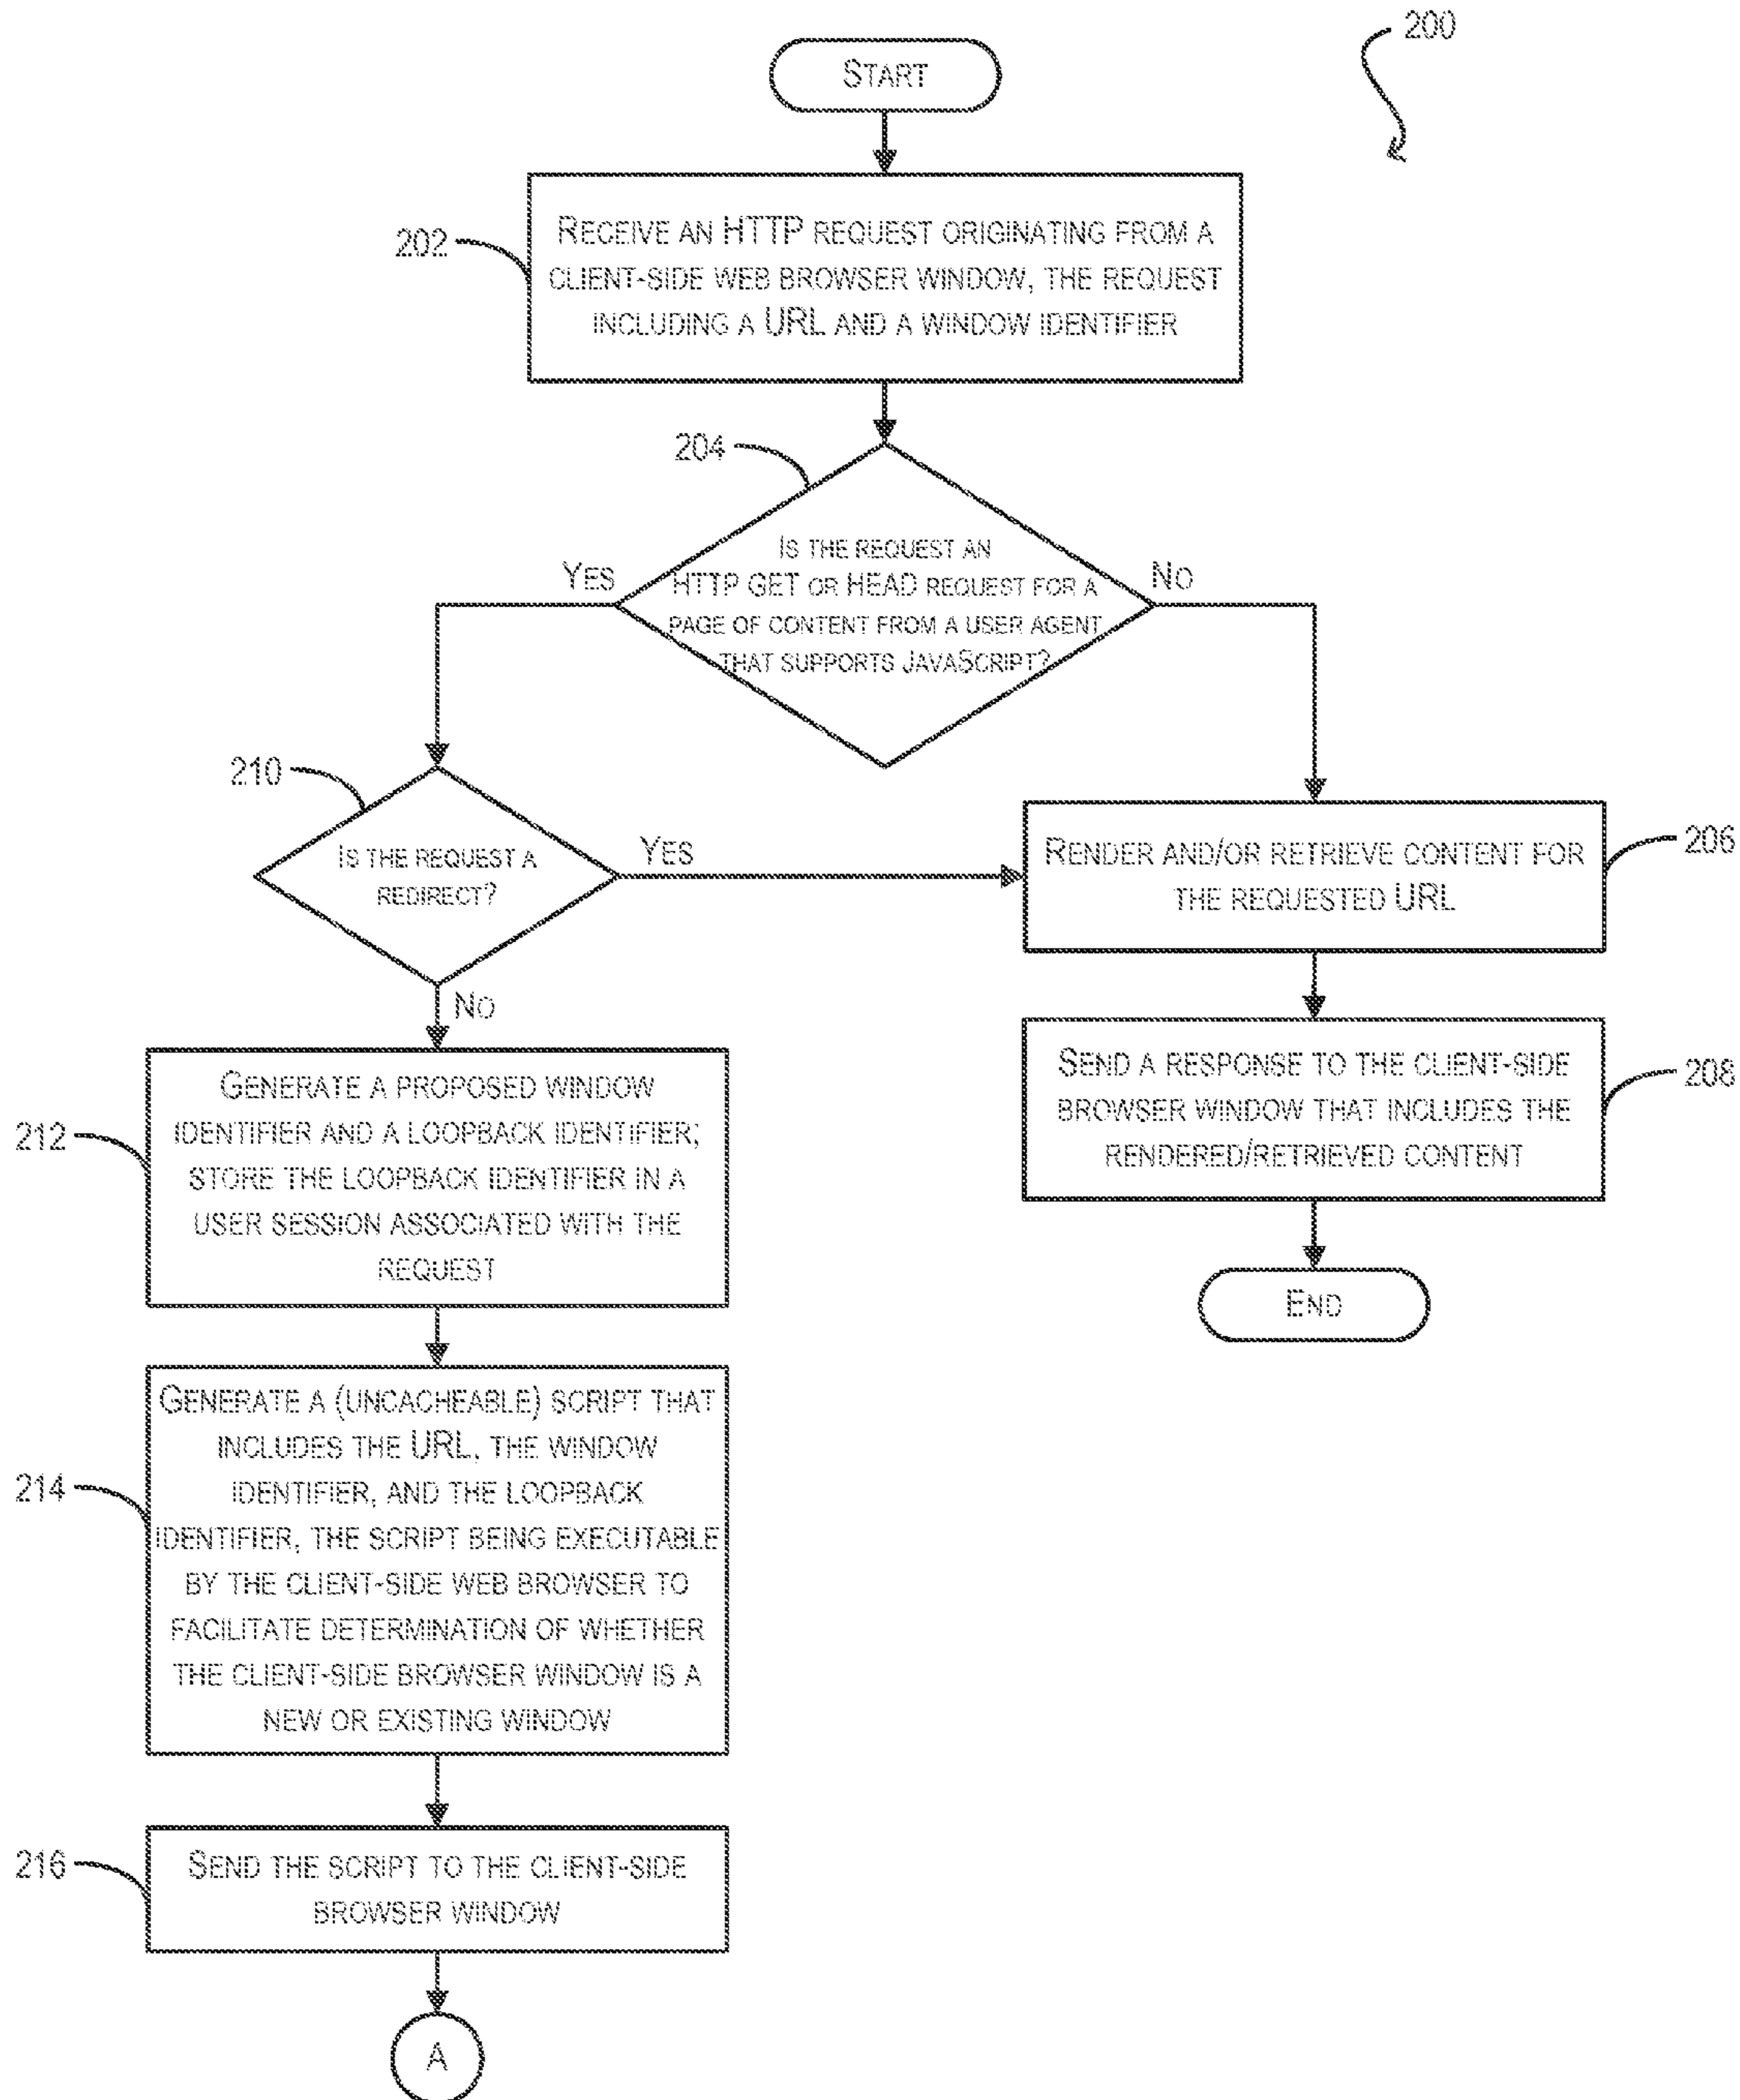 200
START
202
RECEIVE AN HTTP REQUEST ORIGINATING FROM A
CLIENT-SIDE WEB BROWSER WINDOW, THE REQUEST
INCLUDING A URL AND A WINDOW IDENTIFIER
204
IS THE REQUEST AN
HTTP GET OR HEAD REQUEST FOR A
PAGE OF CONTENT FROM A USER AGENT
THAT SUPPORTS JAVASCRIPT?
YES
NO
210
IS THE REQUEST A
REDIRECT?
YES
NO
206
RENDER AND/OR RETRIEVE CONTENT FOR
THE REQUESTED URL
208
SEND A RESPONSE TO THE CLIENT-SIDE
BROWSER WINDOW THAT INCLUDES THE
RENDERED/RETRIEVED CONTENT
END
212
GENERATE A PROPOSED WINDOW
IDENTIFIER AND A LOOPBACK IDENTIFIER;
STORE THE LOOPBACK IDENTIFIER IN A
USER SESSION ASSOCIATED WITH THE
REQUEST
214
GENERATE A (UNCACHEABLE) SCRIPT THAT
INCLUDES THE URL, THE WINDOW
IDENTIFIER, AND THE LOOPBACK
IDENTIFIER, THE SCRIPT BEING EXECUTABLE
BY THE CLIENT-SIDE WEB BROWSER TO
FACILITATE DETERMINATION OF WHETHER
THE CLIENT-SIDE BROWSER WINDOW IS A
NEW OR EXISTING WINDOW
216
SEND THE SCRIPT TO THE CLIENT-SIDE
BROWSER WINDOW
A